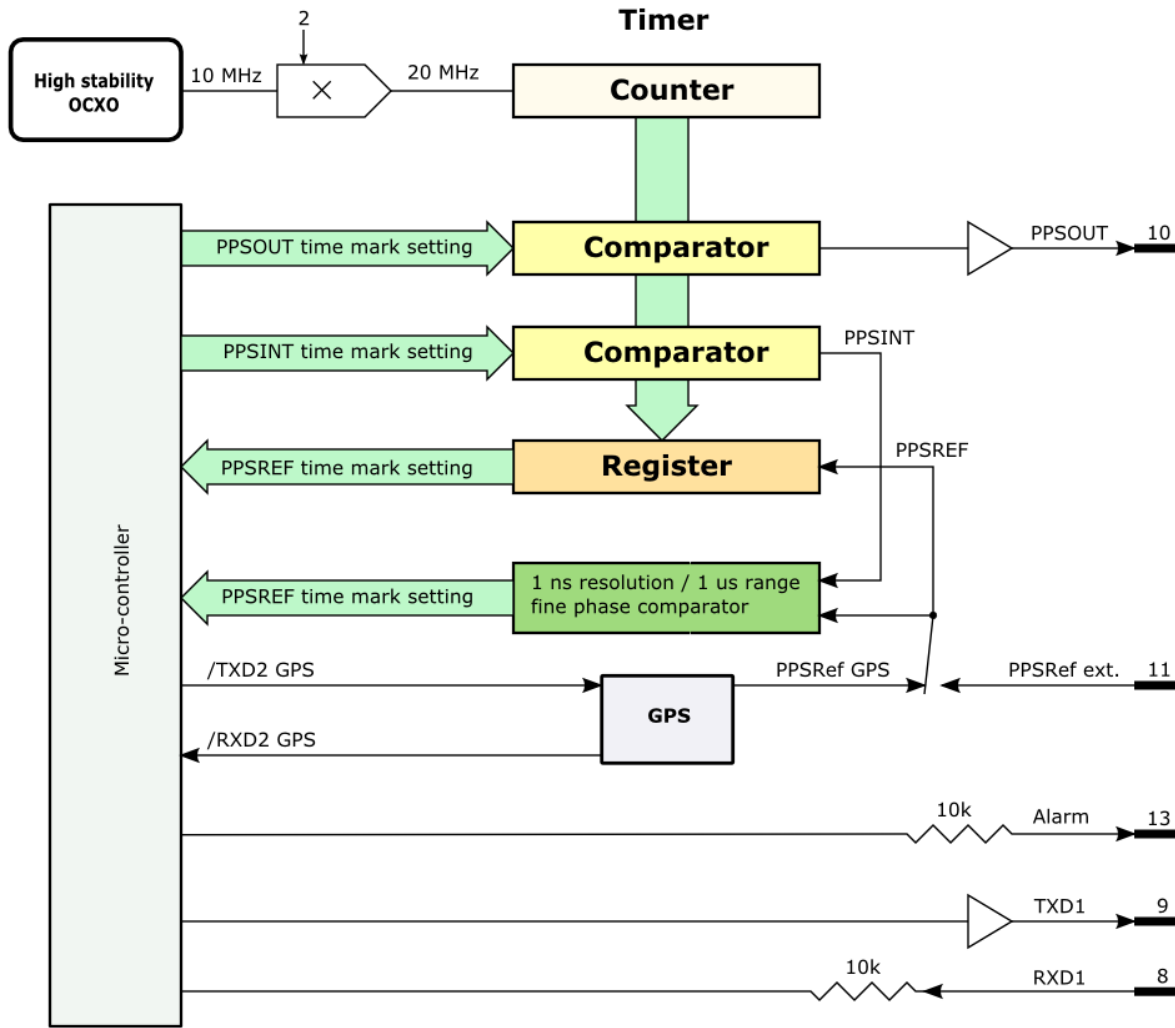 Timer
2
High stability
OCXO
10 MHz
×
20 MHz
Counter
PPSOUT time mark setting
Comparator
PPSOUT
10
PPSINT time mark setting
Comparator
PPSINT
PPSREF time mark setting
Register
PPSREF
Micro-controller
PPSREF time mark setting
1 ns resolution / 1 us range
fine phase comparator
/TXD2 GPS
GPS
PPSRef GPS
PPSRef ext.
11
/RXD2 GPS
10k
Alarm
13
TXD1
9
10k
RXD1
8